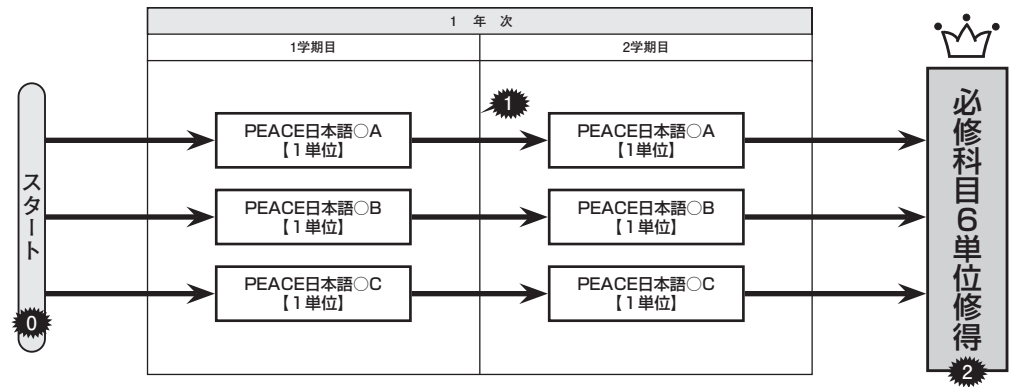 1 年 次
1学期目
2学期目
スタート
0
PEACE日本語○A
【1単位】
1
PEACE日本語○A
【1単位】
PEACE日本語○B
【1単位】
PEACE日本語○B
【1単位】
PEACE日本語○C
【1単位】
PEACE日本語○C
【1単位】
必修科目6単位修得
2